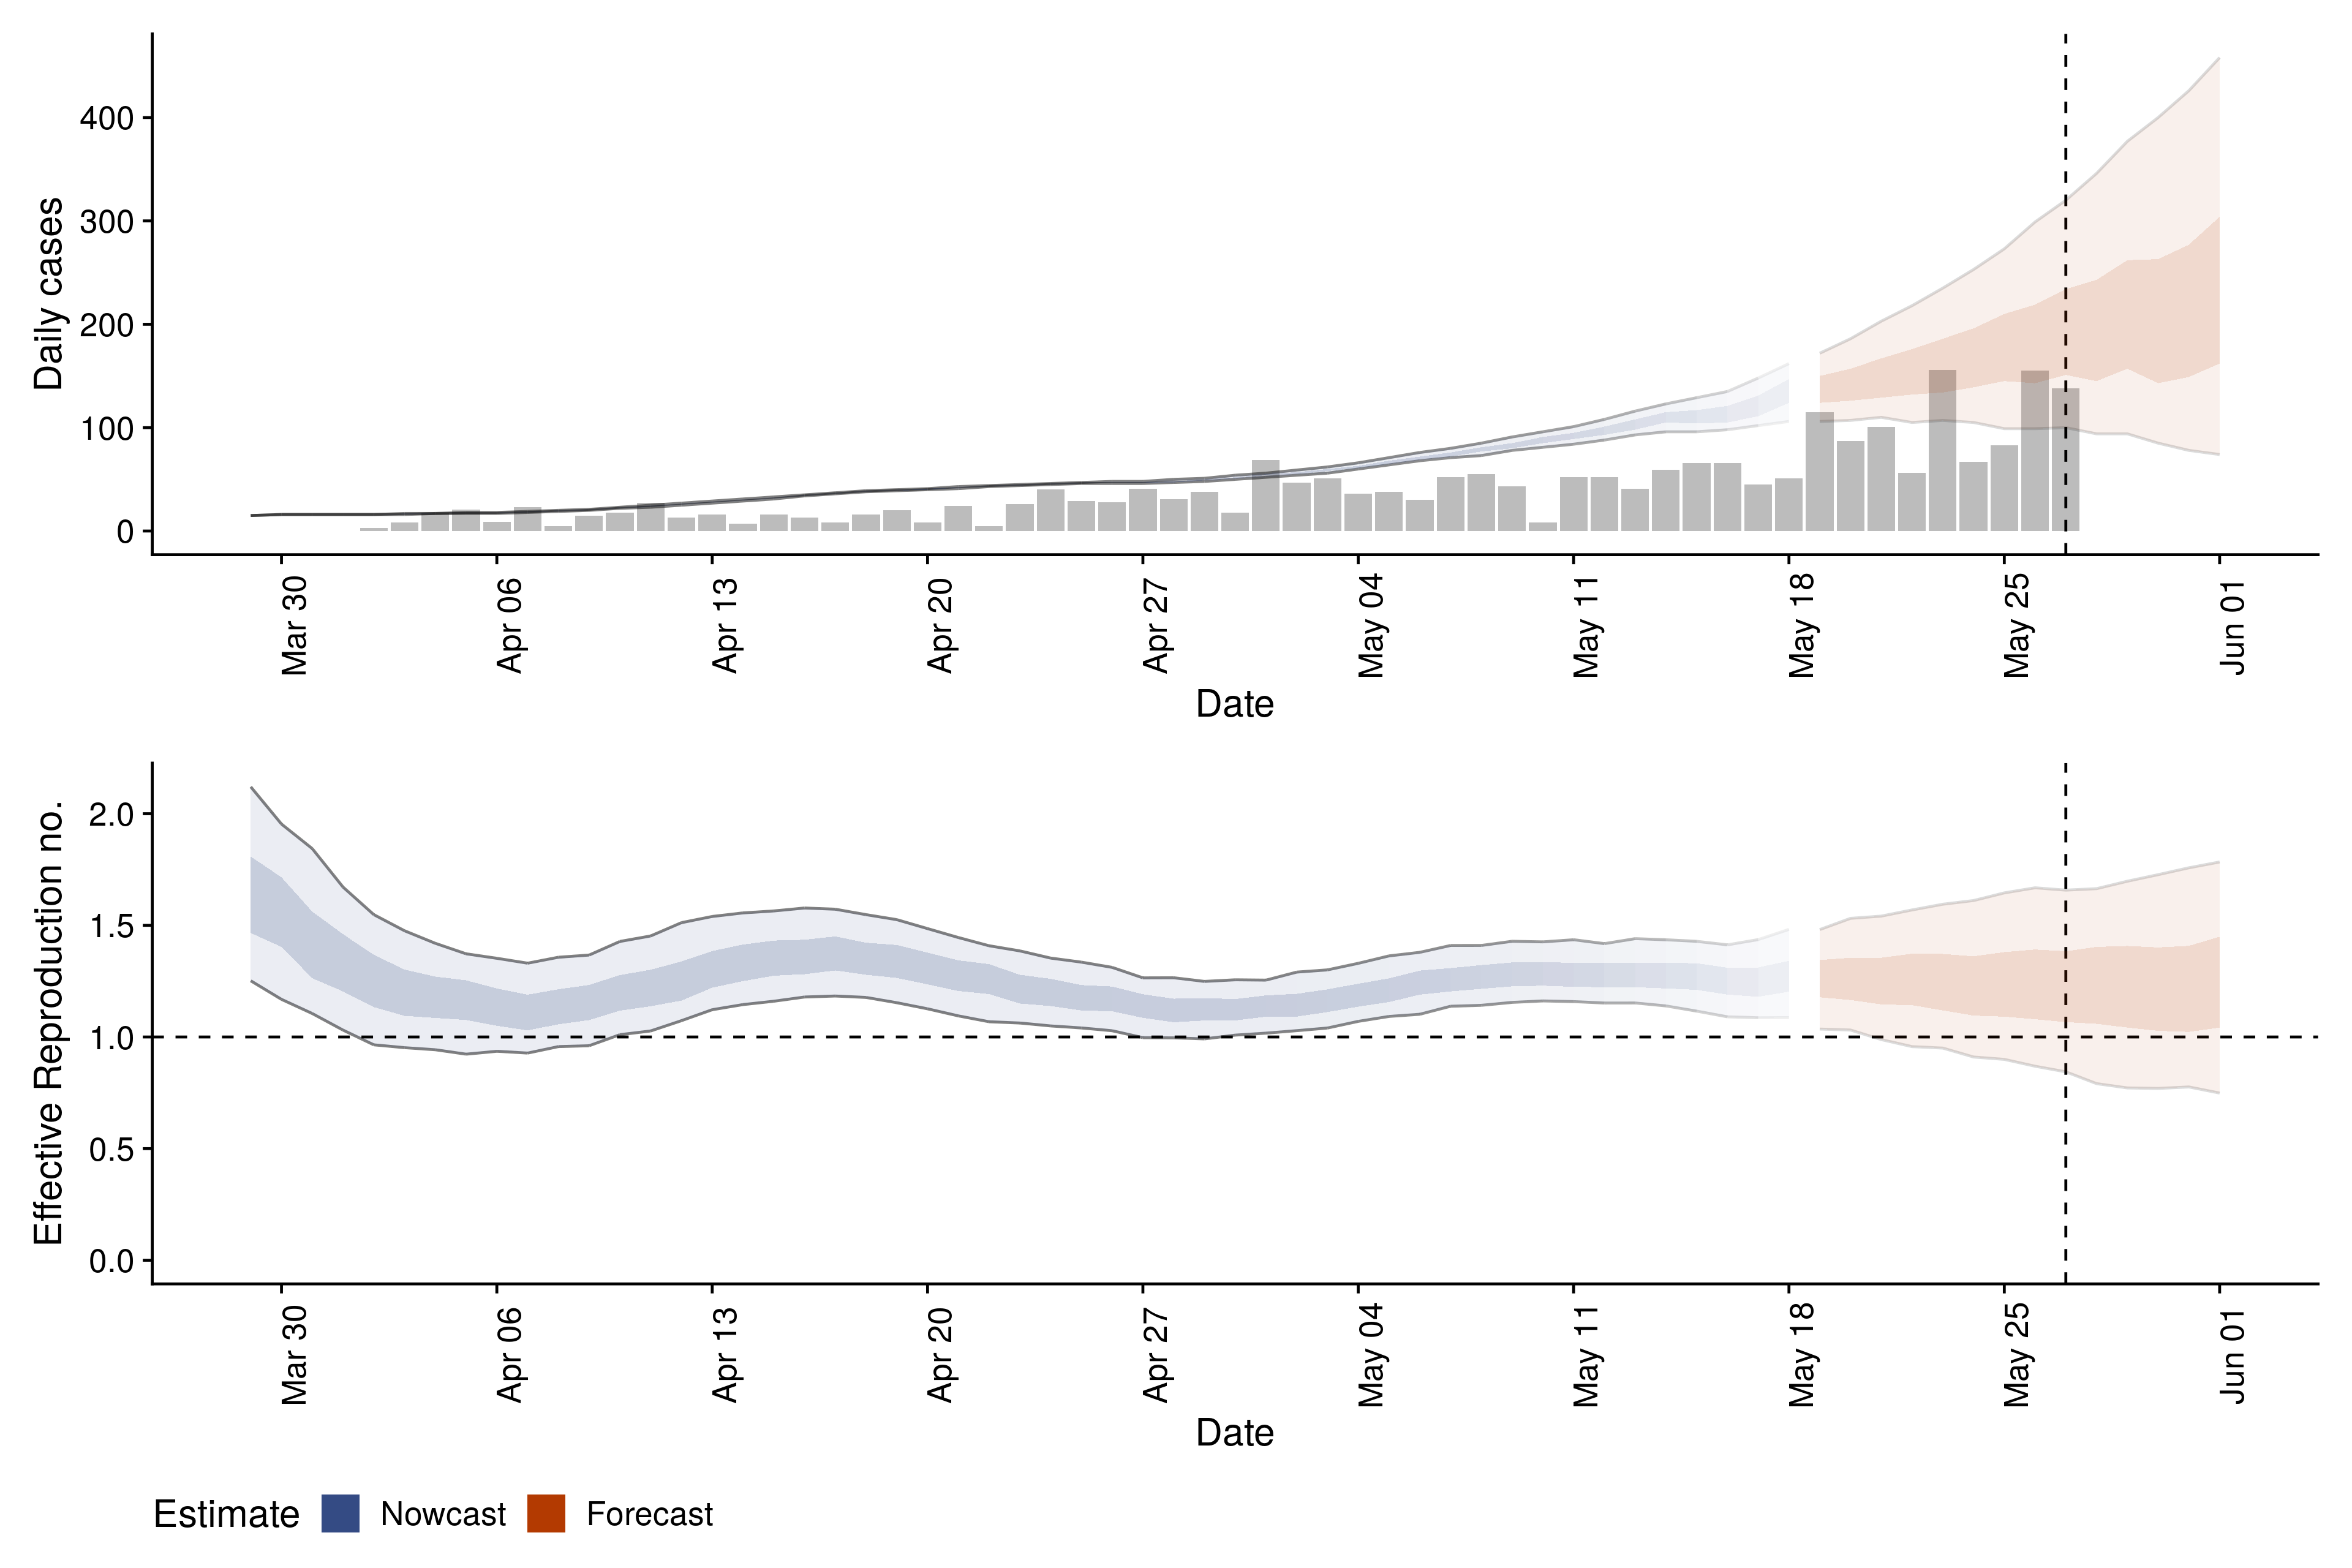 Daily cases
400
300
200
100
0
Mar 30
Apr 06
Apr 13
Apr 20
Apr 27
May 04
May 11
May 18
May 25
Jun 01
Date
Effective Reproduction no.
2.0
1.5
1.0
0.5
0.0
Mar 30
Apr 06
Apr 13
Apr 20
Apr 27
May 04
May 11
May 18
May 25
Jun 01
Date
Estimate Nowcast Forecast